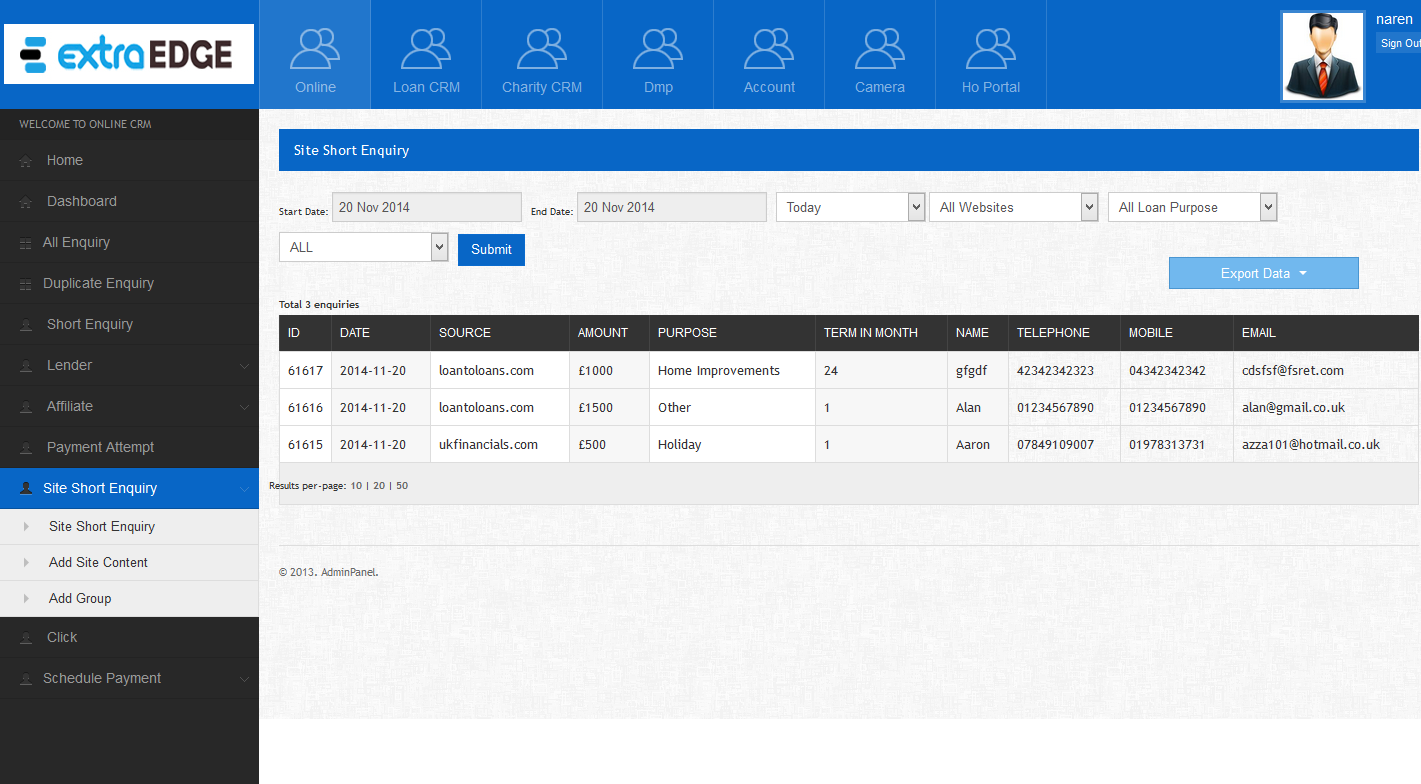 extraEDGE
Online
Loan CRM
Charity CRM
Dmp
Account
Camera
Ho Portal
naren
Sign Out
WELCOME TO ONLINE CRM
Home
Dashboard
All Enquiry
Duplicate Enquiry
Short Enquiry
Lender
Affiliate
Payment Attempt
Site Short Enquiry
Site Short Enquiry
Add Site Content
Add Group
Click
Schedule Payment
Site Short Enquiry
Start Date: 20 Nov 2014 End Date: 20 Nov 2014 Today All Websites All Loan Purpose
ALL Submit
Export Data
Total 3 enquiries
ID DATE SOURCE AMOUNT PURPOSE TERM IN MONTH NAME TELEPHONE MOBILE EMAIL
61617 2014-11-20 loantoloans.com £1000 Home Improvements 24 gfgdf 42342342323 04342342342 cdsfsf@fsret.com
61616 2014-11-20 loantoloans.com £1500 Other 1 Alan 01234567890 01234567890 alan@gmail.co.uk
61615 2014-11-20 ukfinancials.com £500 Holiday 1 Aaron 07849109007 01978313731 azza101@hotmail.co.uk
Results per-page: 10 | 20 | 50
© 2013. AdminPanel.